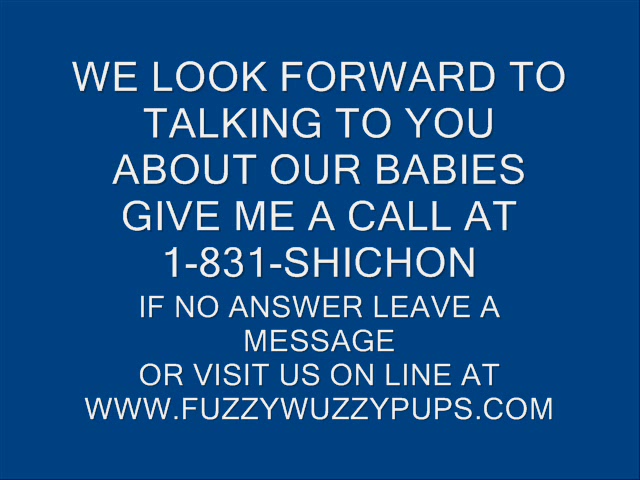 WE LOOK FORWARD TO
TALKING TO YOU
ABOUT OUR BABIES
GIVE ME A CALL AT
1-831-SHICHON
IF NO ANSWER LEAVE A
MESSAGE
OR VISIT US ON LINE AT
WWW.FUZZYWUZZYPUPS.COM